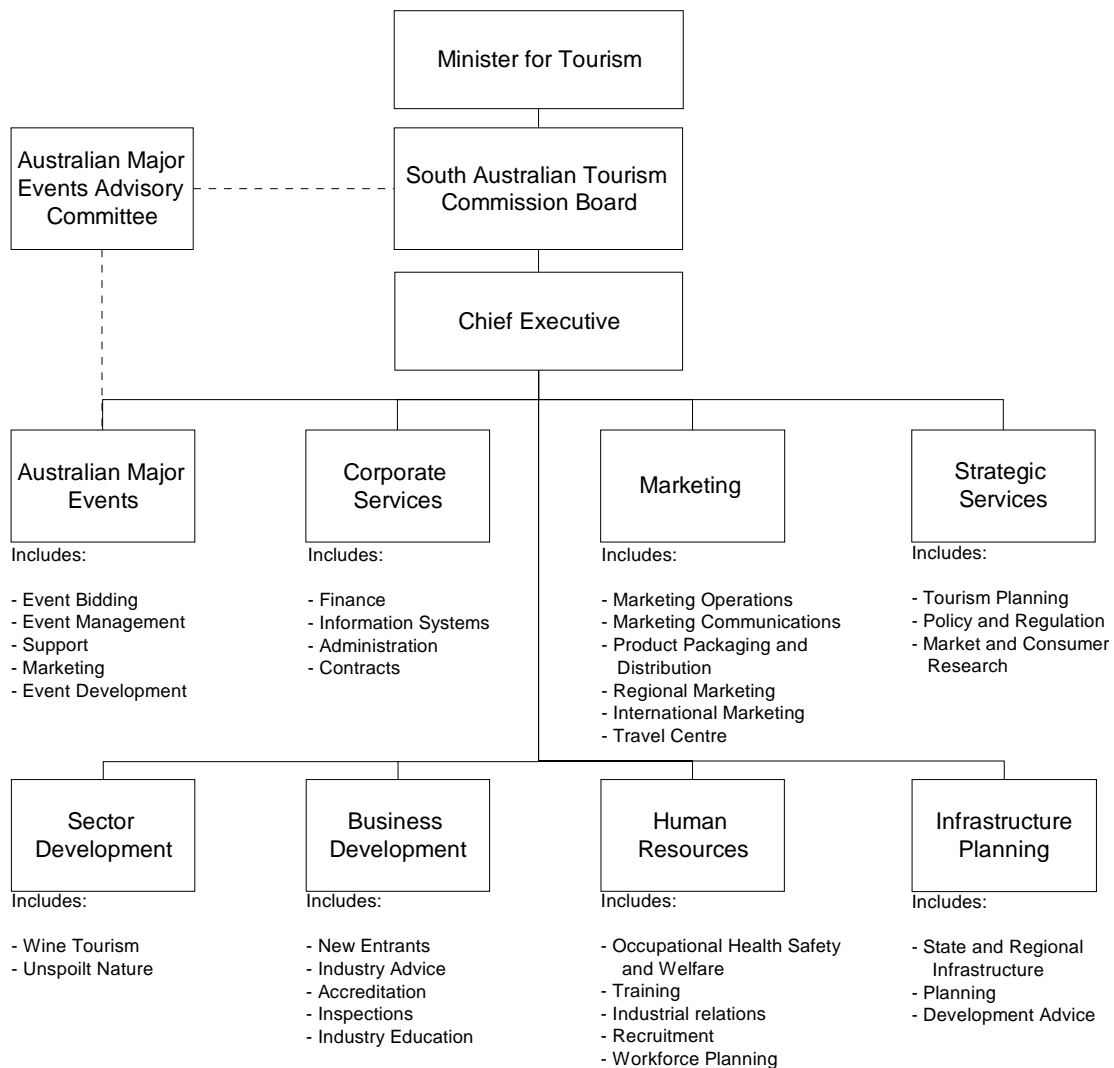 Minister for Tourism
Australian Major
Events Advisory
Committee
South Australian Tourism
Commission Board
Chief Executive
Australian Major
Events
Includes:
- Event Bidding
- Event Management
- Support
- Marketing
- Event Development
Corporate
Services
Includes:
- Finance
- Information Systems
- Administration
- Contracts
Marketing
Includes:
- Marketing Operations
- Marketing Communications
- Product Packaging and
Distribution
- Regional Marketing
- International Marketing
- Travel Centre
Strategic
Services
Includes:
- Tourism Planning
- Policy and Regulation
- Market and Consumer
Research
Sector
Development
Includes:
- Wine Tourism
- Unspoilt Nature
Business
Development
Includes:
- New Entrants
- Industry Advice
- Accreditation
- Inspections
- Industry Education
Human
Resources
Includes:
- Occupational Health Safety
and Welfare
- Training
- Industrial relations
- Recruitment
- Workforce Planning
Infrastructure
Planning
Includes:
- State and Regional
Infrastructure
- Planning
- Development Advice